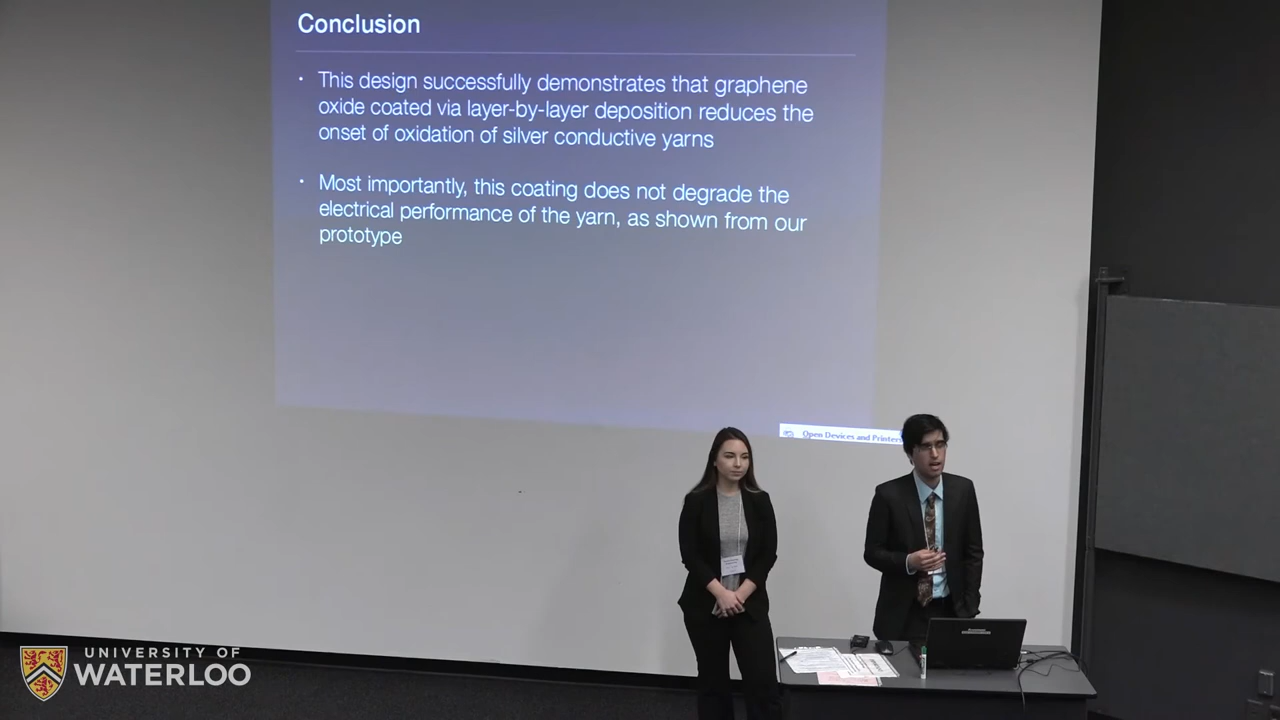 Conclusion
• This design successfully demonstrates that graphene
oxide coated via layer-by-layer deposition reduces the
onset of oxidation of silver conductive yarns
• Most importantly, this coating does not degrade the
electrical performance of the yarn, as shown from our
prototype
Open Devices and Printers
UNIVERSITY OF
WATERLOO